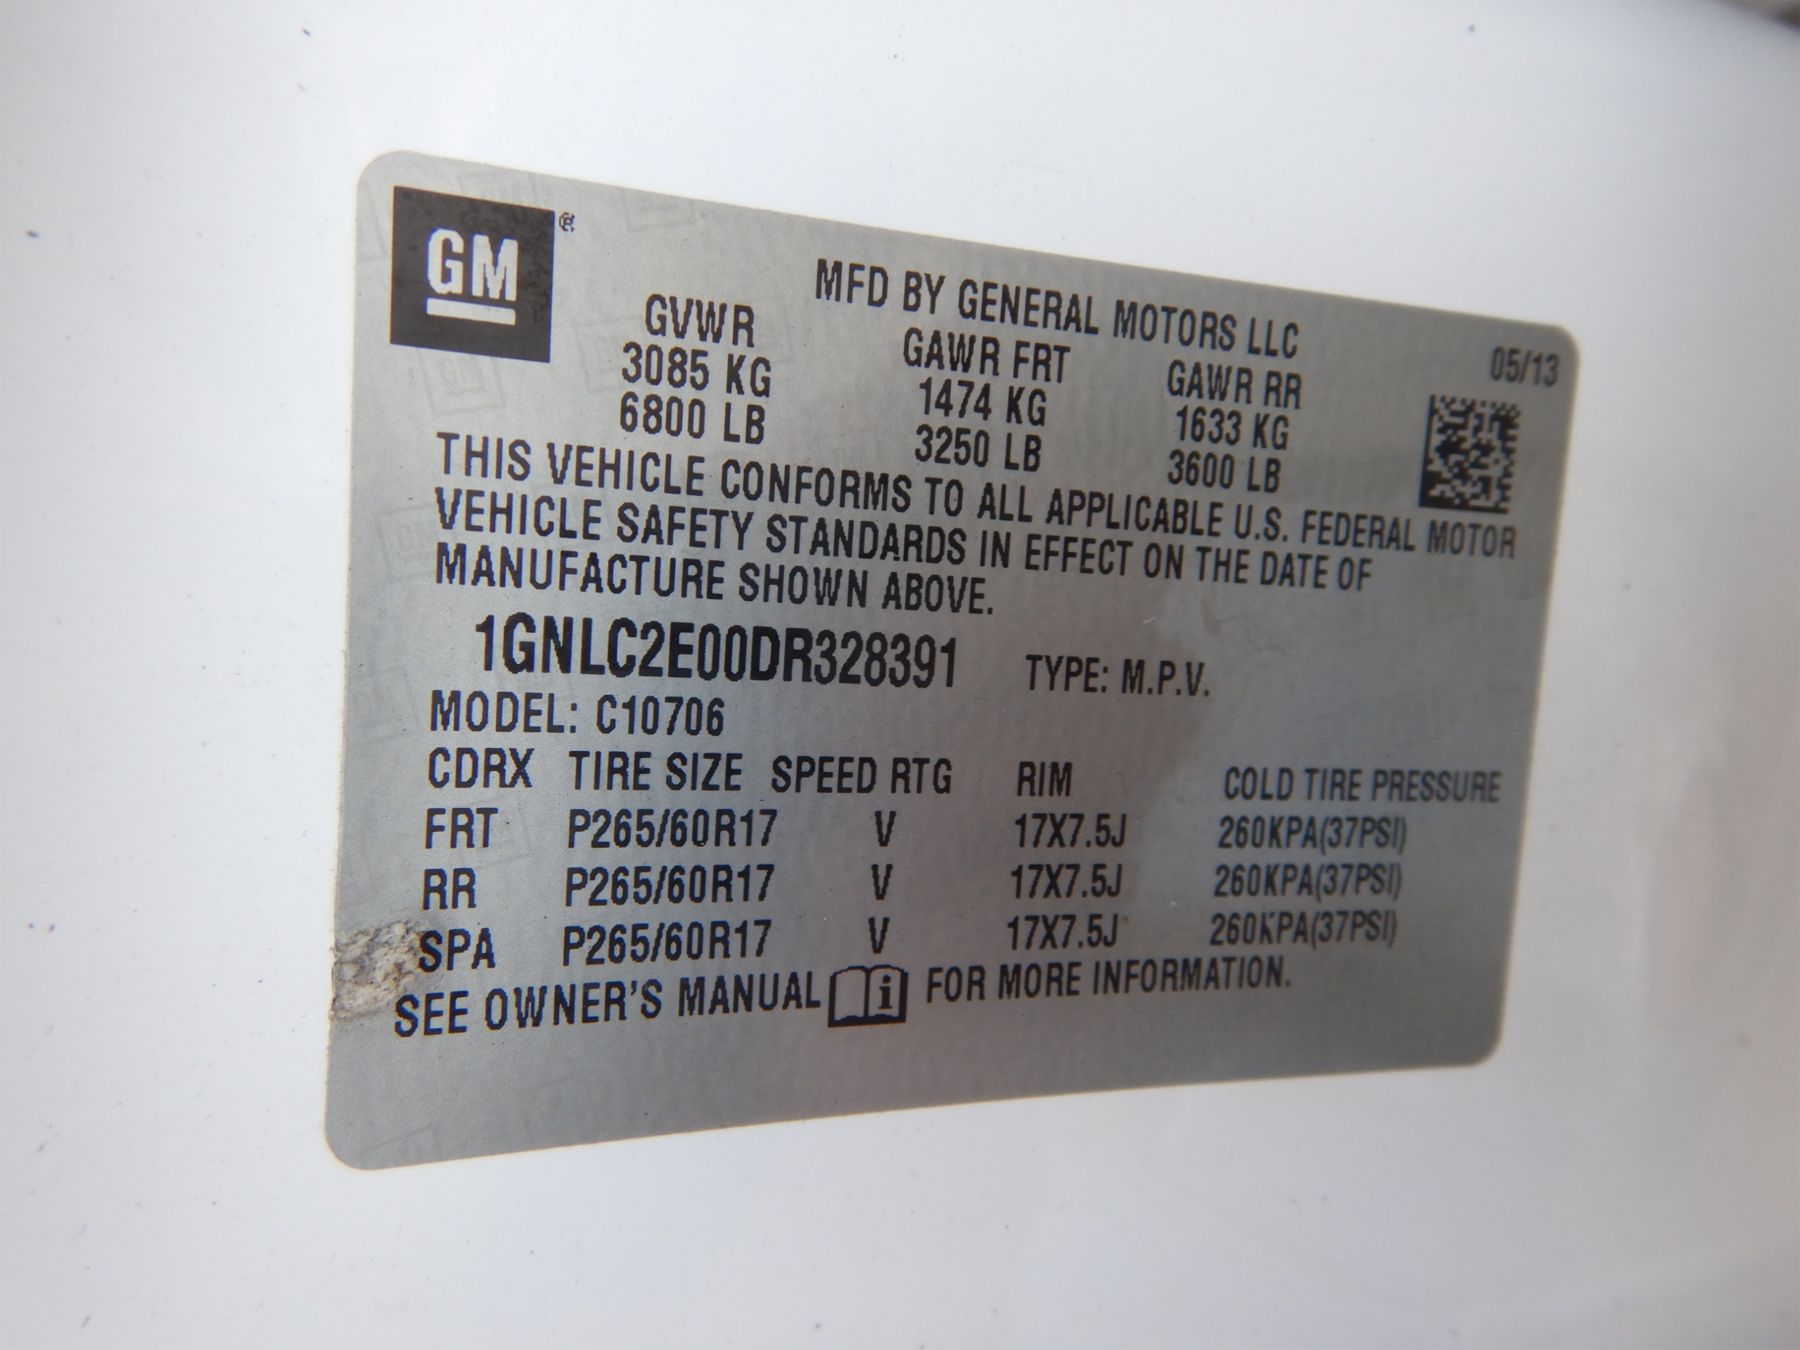 GM
MFD BY GENERAL MOTORS LLC
05/13
GVWR GAWR FRT GAWR RR
3085 KG 1474 KG 1633 KG
6800 LB 3250 LB 3600 LB
THIS VEHICLE CONFORMS TO ALL APPLICABLE U.S. FEDERAL MOTOR
VEHICLE SAFETY STANDARDS IN EFFECT ON THE DATE OF
MANUFACTURE SHOWN ABOVE.
1GNLC2E00DR328391 TYPE: M.P.V.
MODEL: C10706
CDRX TIRE SIZE SPEED RTG RIM COLD TIRE PRESSURE
FRT P265/60R17 V 17X7.5J 260KPA(37PSI)
RR P265/60R17 V 17X7.5J 260KPA(37PSI)
SPA P265/60R17 V 17X7.5J 260KPA(37PSI)
SEE OWNER'S MANUAL i FOR MORE INFORMATION.